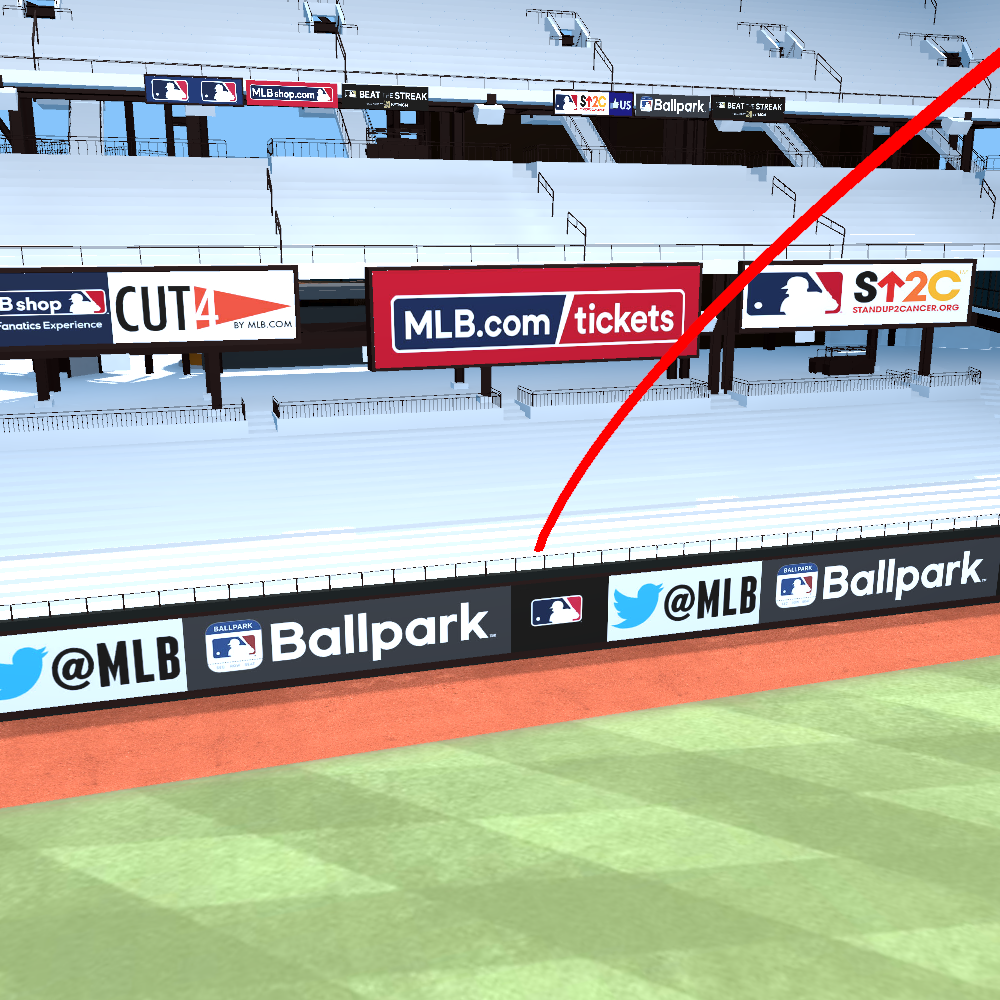 MLBshop.com
BEAT THE STREAK
S↑2C
US
Ballpark
BEAT THE STREAK
B shop
Fanatics Experience
CUT4
BY MLB.COM
MLB.com/tickets
S↑2C
STANDUP2CANCER.ORG
@MLB
BALLPARK
Ballpark
@MLB
BALLPARK
Ballpark